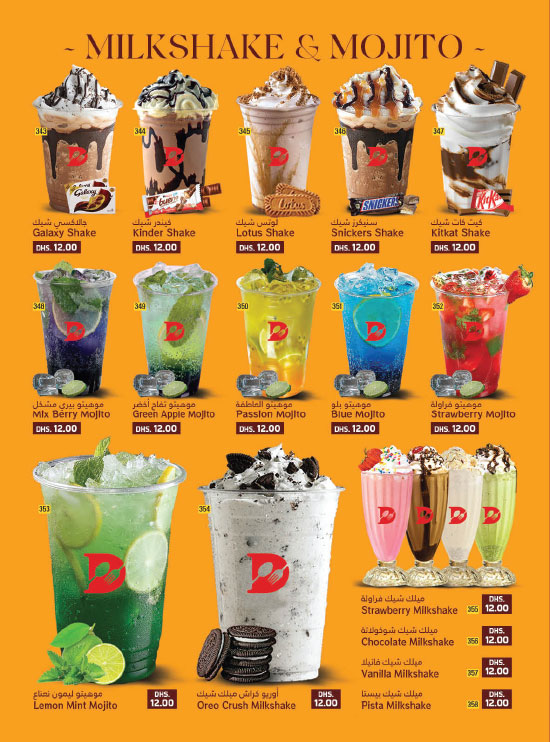 ~ MILKSHAKE & MOJITO ~
343
جالاكسي شيك
Galaxy Shake
DHS. 12.00
Galaxy
344
كيندر شيك
Kinder Shake
DHS. 12.00
bueno
345
لوتس شيك
Lotus Shake
DHS. 12.00
Lotus
346
سنيكرز شيك
Snickers Shake
DHS. 12.00
SNICKERS
347
كيت كات شيك
Kitkat Shake
DHS. 12.00
KitKat
348
موهيتو بيري مشكل
Mix Berry Mojito
DHS. 12.00
349
موهيتو تفاح أخضر
Green Apple Mojito
DHS. 12.00
350
موهيتو العاطفة
Passion Mojito
DHS. 12.00
351
موهيتو بلو
Blue Mojito
DHS. 12.00
352
موهيتو فراولة
Strawberry Mojito
DHS. 12.00
353
موهيتو ليمون نعناع
Lemon Mint Mojito
DHS.
12.00
354
أوريو كراش ميلك شيك
Oreo Crush Milkshake
DHS.
12.00
ميلك شيك فراولة
Strawberry Milkshake 355
DHS.
12.00
ميلك شيك شوكولاتة
Chocolate Milkshake 356
DHS.
12.00
ميلك شيك فانيلا
Vanilla Milkshake 357
DHS.
12.00
ميلك شيك بيستا
Pista Milkshake 358
DHS.
12.00